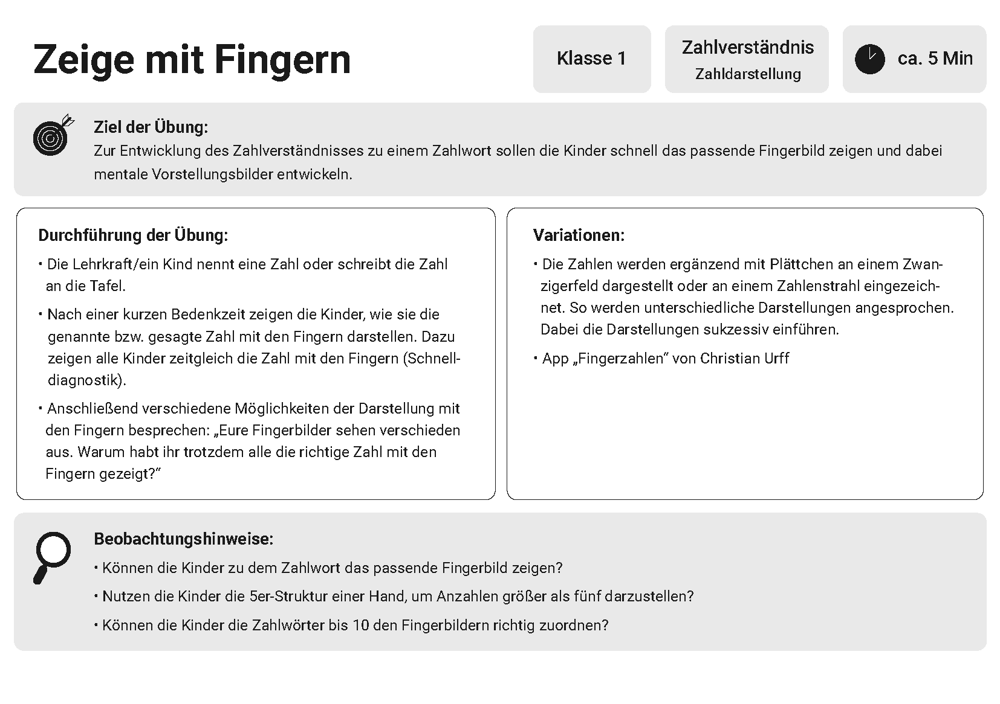 Zeige mit Fingern
Klasse 1
Zahlverständnis
Zahldarstellung
ca. 5 Min
Ziel der Übung:
Zur Entwicklung des Zahlverständnisses zu einem Zahlwort sollen die Kinder schnell das passende Fingerbild zeigen und dabei
mentale Vorstellungsbilder entwickeln.
Durchführung der Übung:
• Die Lehrkraft/ein Kind nennt eine Zahl oder schreibt die Zahl
an die Tafel.
• Nach einer kurzen Bedenkzeit zeigen die Kinder, wie sie die
genannte bzw. gesagte Zahl mit den Fingern darstellen. Dazu
zeigen alle Kinder zeitgleich die Zahl mit den Fingern (Schnell-
diagnostik).
• Anschließend verschiedene Möglichkeiten der Darstellung mit
den Fingern besprechen: „Eure Fingerbilder sehen verschieden
aus. Warum habt ihr trotzdem alle die richtige Zahl mit den
Fingern gezeigt?“
Variationen:
• Die Zahlen werden ergänzend mit Plättchen an einem Zwan-
zigerfeld dargestellt oder an einem Zahlenstrahl eingezeich-
net. So werden unterschiedliche Darstellungen angesprochen.
Dabei die Darstellungen sukzessiv einführen.
• App „Fingerzahlen“ von Christian Urff
Beobachtungshinweise:
• Können die Kinder zu dem Zahlwort das passende Fingerbild zeigen?
• Nutzen die Kinder die 5er-Struktur einer Hand, um Anzahlen größer als fünf darzustellen?
• Können die Kinder die Zahlwörter bis 10 den Fingerbildern richtig zuordnen?